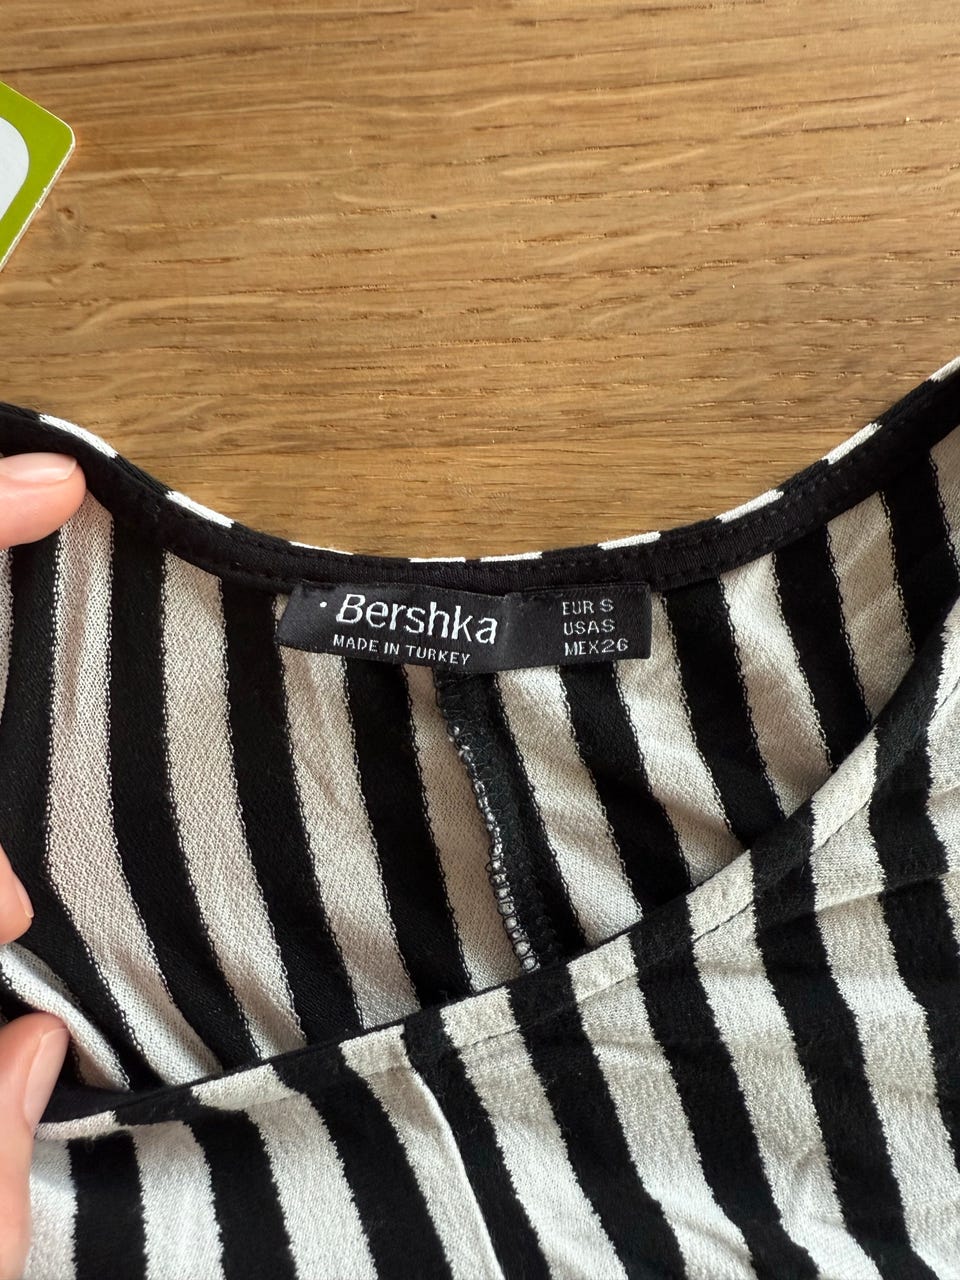 · Bershka
MADE IN TURKEY
EUR S
USA S
MEX 26